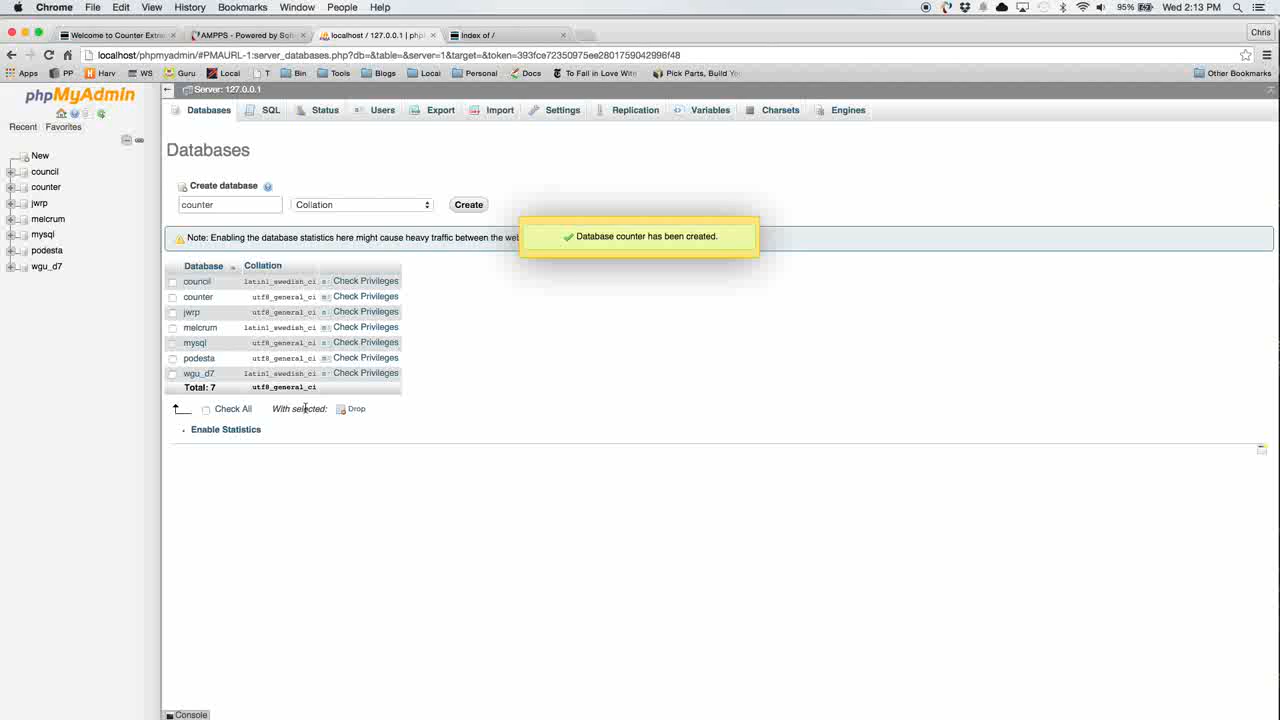 Chrome File Edit View History Bookmarks Window People Help 95% Wed 2:13 PM
Welcome to Counter Extre AMPPS - Powered by Sof localhost / 127.0.0.1 | ph Index of / Chris
localhost/phpmyadmin/#PMAURL-1:server_databases.php?db=&table=&server=1&target=&token=393fce72350975ee2801759042996f48
Apps PP Harv WS Guru Local T Bin Tools Blogs Local Personal Docs To Fall in Love With Pick Parts, Build Yo Other Bookmarks
phpMyAdmin
Server: 127.0.0.1
Databases SQL Status Users Export Import Settings Replication Variables Charsets Engines
Recent Favorites
New
council
counter
jwrp
melcrum
mysql
podesta
wgu_d7
Databases
Create database
counter Collation Create
Note: Enabling the database statistics here might cause heavy traffic between the we
Database counter has been created.
Database Collation
council latin1_swedish_ci Check Privileges
counter utf8_general_ci Check Privileges
jwrp utf8_general_ci Check Privileges
melcrum latin1_swedish_ci Check Privileges
mysql utf8_general_ci Check Privileges
podesta utf8_general_ci Check Privileges
wgu_d7 latin1_swedish_ci Check Privileges
Total: 7 utf8_general_ci
Check All With selected: Drop
Enable Statistics
Console